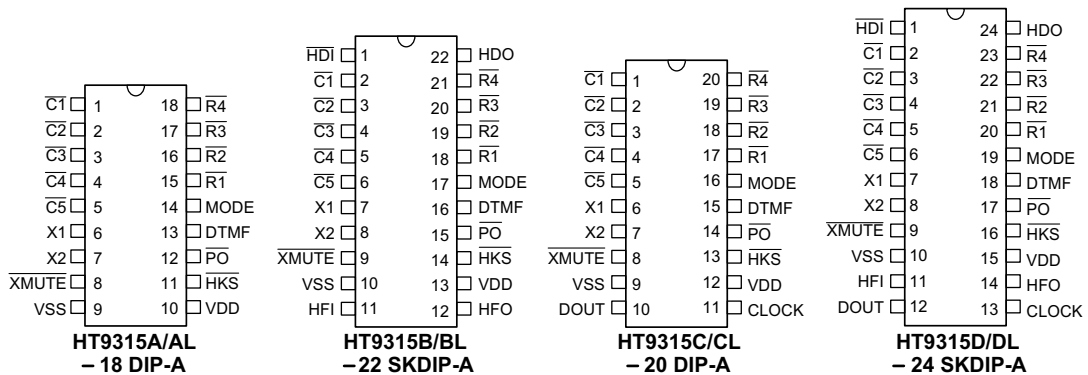 C1 1 18 R4
C2 2 17 R3
C3 3 16 R2
C4 4 15 R1
C5 5 14 MODE
X1 6 13 DTMF
X2 7 12 PO
XMUTE 8 11 HKS
VSS 9 10 VDD
HT9315A/AL
– 18 DIP-A
HDI 1 22 HDO
C1 2 21 R4
C2 3 20 R3
C3 4 19 R2
C4 5 18 R1
C5 6 17 MODE
X1 7 16 DTMF
X2 8 15 PO
XMUTE 9 14 HKS
VSS 10 13 VDD
HFI 11 12 HFO
HT9315B/BL
– 22 SKDIP-A
C1 1 20 R4
C2 2 19 R3
C3 3 18 R2
C4 4 17 R1
C5 5 16 MODE
X1 6 15 DTMF
X2 7 14 PO
XMUTE 8 13 HKS
VSS 9 12 VDD
DOUT 10 11 CLOCK
HT9315C/CL
– 20 DIP-A
HDI 1 24 HDO
C1 2 23 R4
C2 3 22 R3
C3 4 21 R2
C4 5 20 R1
C5 6 19 MODE
X1 7 18 DTMF
X2 8 17 PO
XMUTE 9 16 HKS
VSS 10 15 VDD
HFI 11 14 HFO
DOUT 12 13 CLOCK
HT9315D/DL
– 24 SKDIP-A